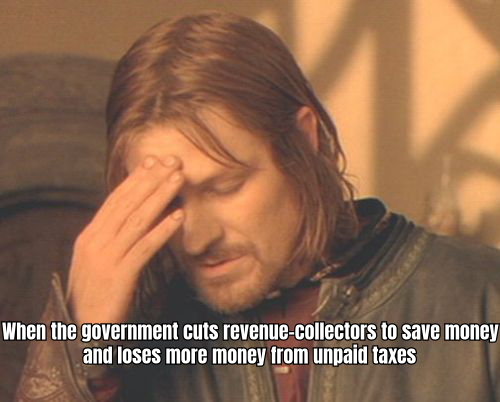 When the government cuts revenue-collectors to save money
and loses more money from unpaid taxes